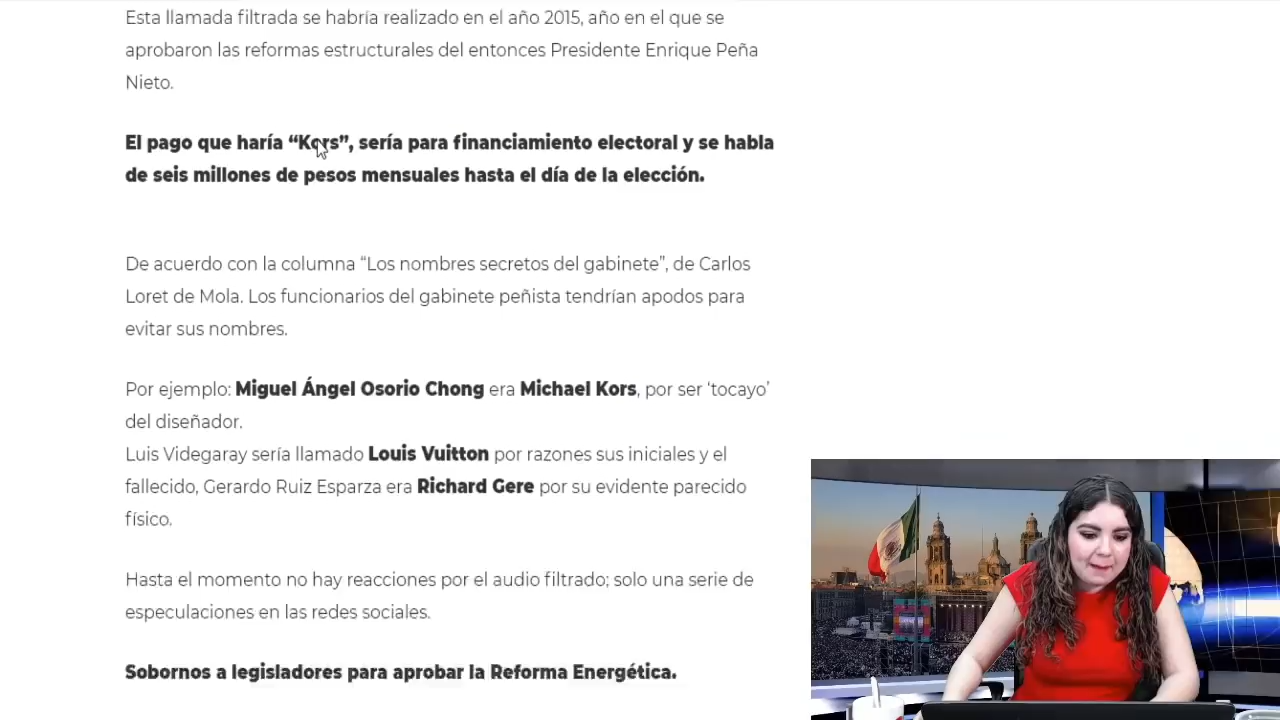 Esta llamada filtrada se habría realizado en el año 2015, año en el que se
aprobaron las reformas estructurales del entonces Presidente Enrique Peña
Nieto.
El pago que haría “Kors”, sería para financiamiento electoral y se habla
de seis millones de pesos mensuales hasta el día de la elección.
De acuerdo con la columna “Los nombres secretos del gabinete”, de Carlos
Loret de Mola. Los funcionarios del gabinete peñista tendrían apodos para
evitar sus nombres.
Por ejemplo: Miguel Ángel Osorio Chong era Michael Kors, por ser ‘tocayo’
del diseñador.
Luis Videgaray sería llamado Louis Vuitton por razones sus iniciales y el
fallecido, Gerardo Ruiz Esparza era Richard Gere por su evidente parecido
físico.
Hasta el momento no hay reacciones por el audio filtrado; solo una serie de
especulaciones en las redes sociales.
Sobornos a legisladores para aprobar la Reforma Energética.